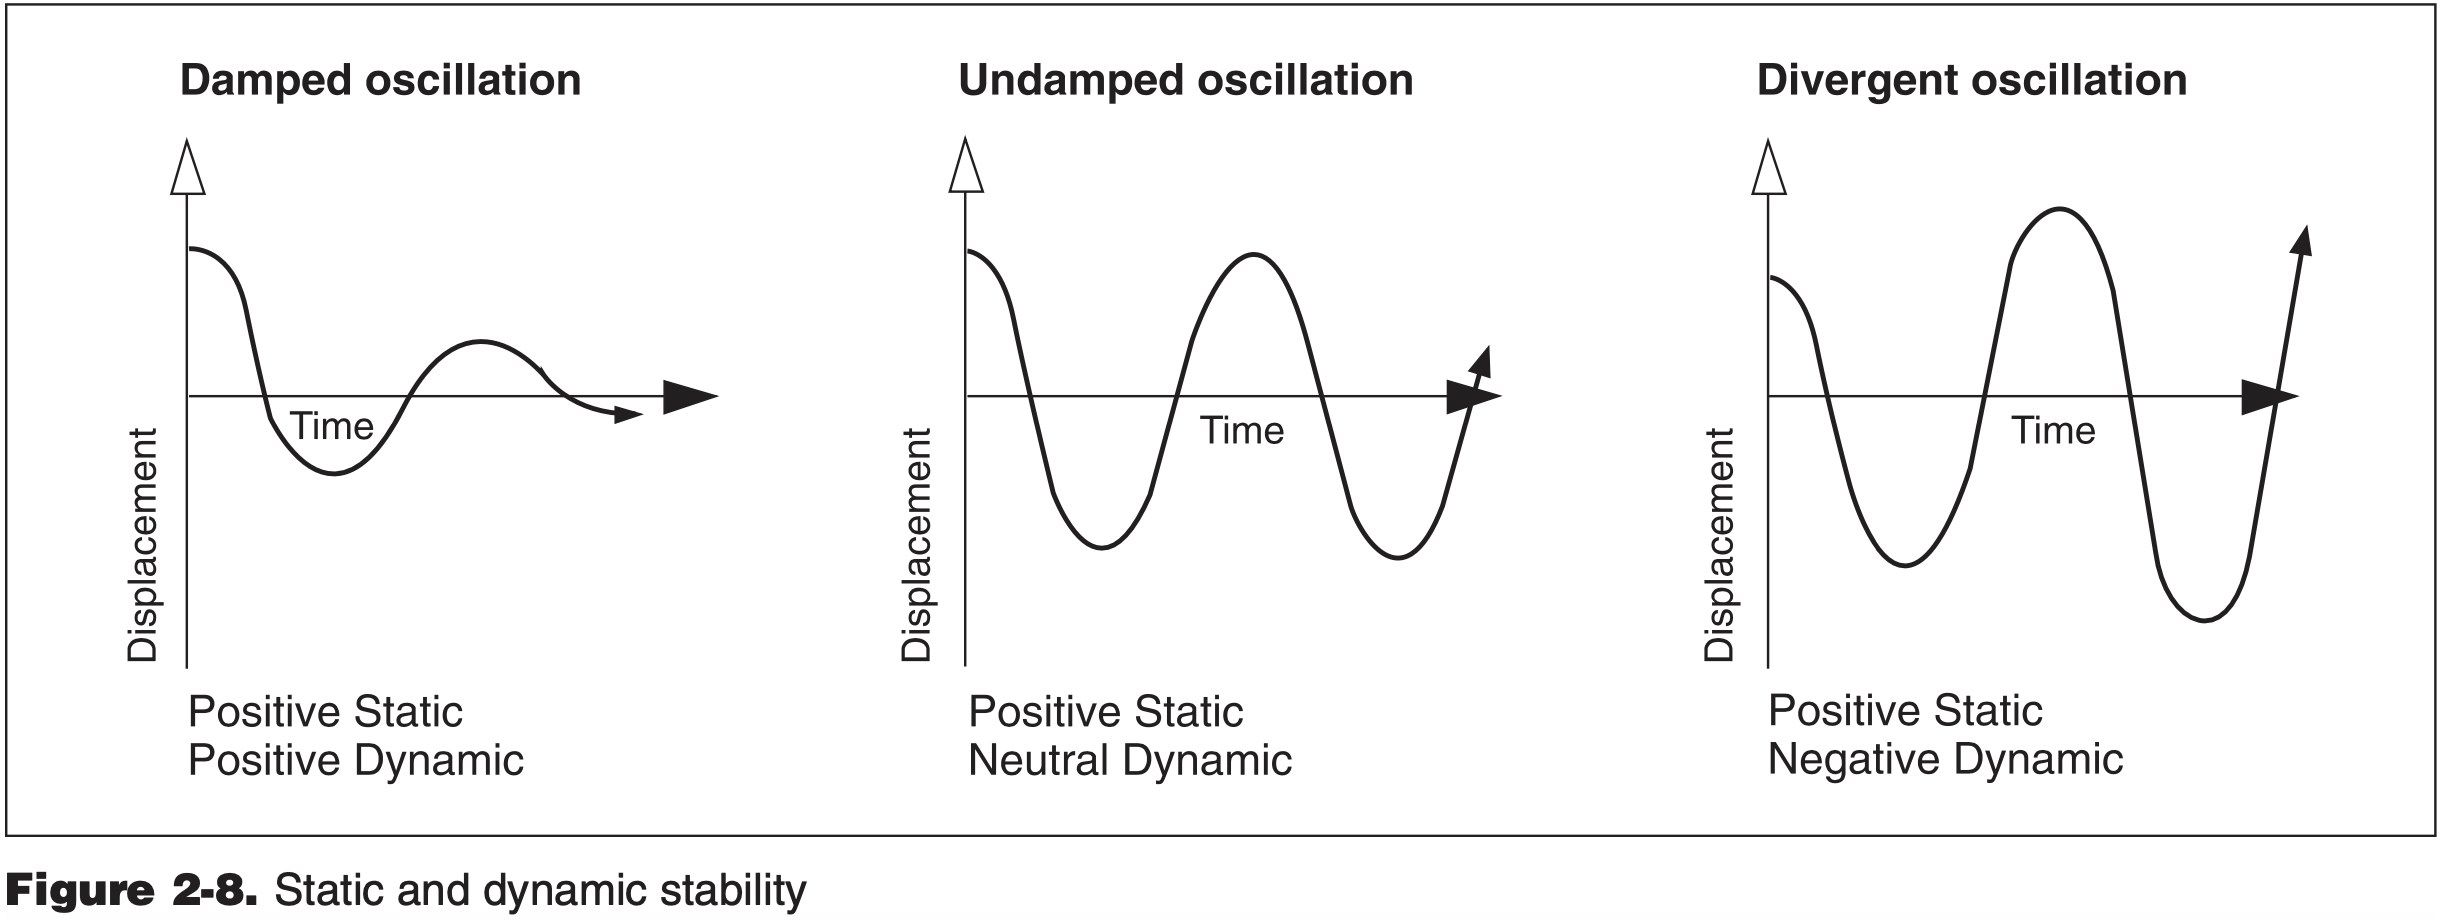 Damped oscillation
Displacement
Time
Positive Static
Positive Dynamic
Undamped oscillation
Displacement
Time
Positive Static
Neutral Dynamic
Divergent oscillation
Displacement
Time
Positive Static
Negative Dynamic
Figure 2-8. Static and dynamic stability